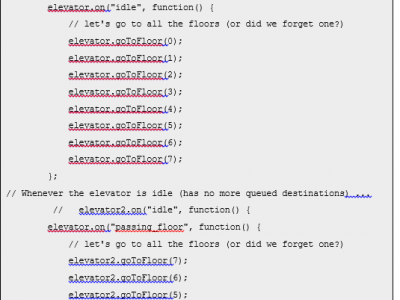 elevator.on("idle", function() {
// let's go to all the floors (or did we forget one?)
elevator.goToFloor(0);
elevator.goToFloor(1);
elevator.goToFloor(2);
elevator.goToFloor(3);
elevator.goToFloor(4);
elevator.goToFloor(5);
elevator.goToFloor(6);
elevator.goToFloor(7);
};
// Whenever the elevator is idle (has no more queued destinations) ...
// elevator2.on("idle", function() {
elevator.on("passing_floor", function() {
// let's go to all the floors (or did we forget one?)
elevator2.goToFloor(7);
elevator2.goToFloor(6);
elevator2.goToFloor(5);